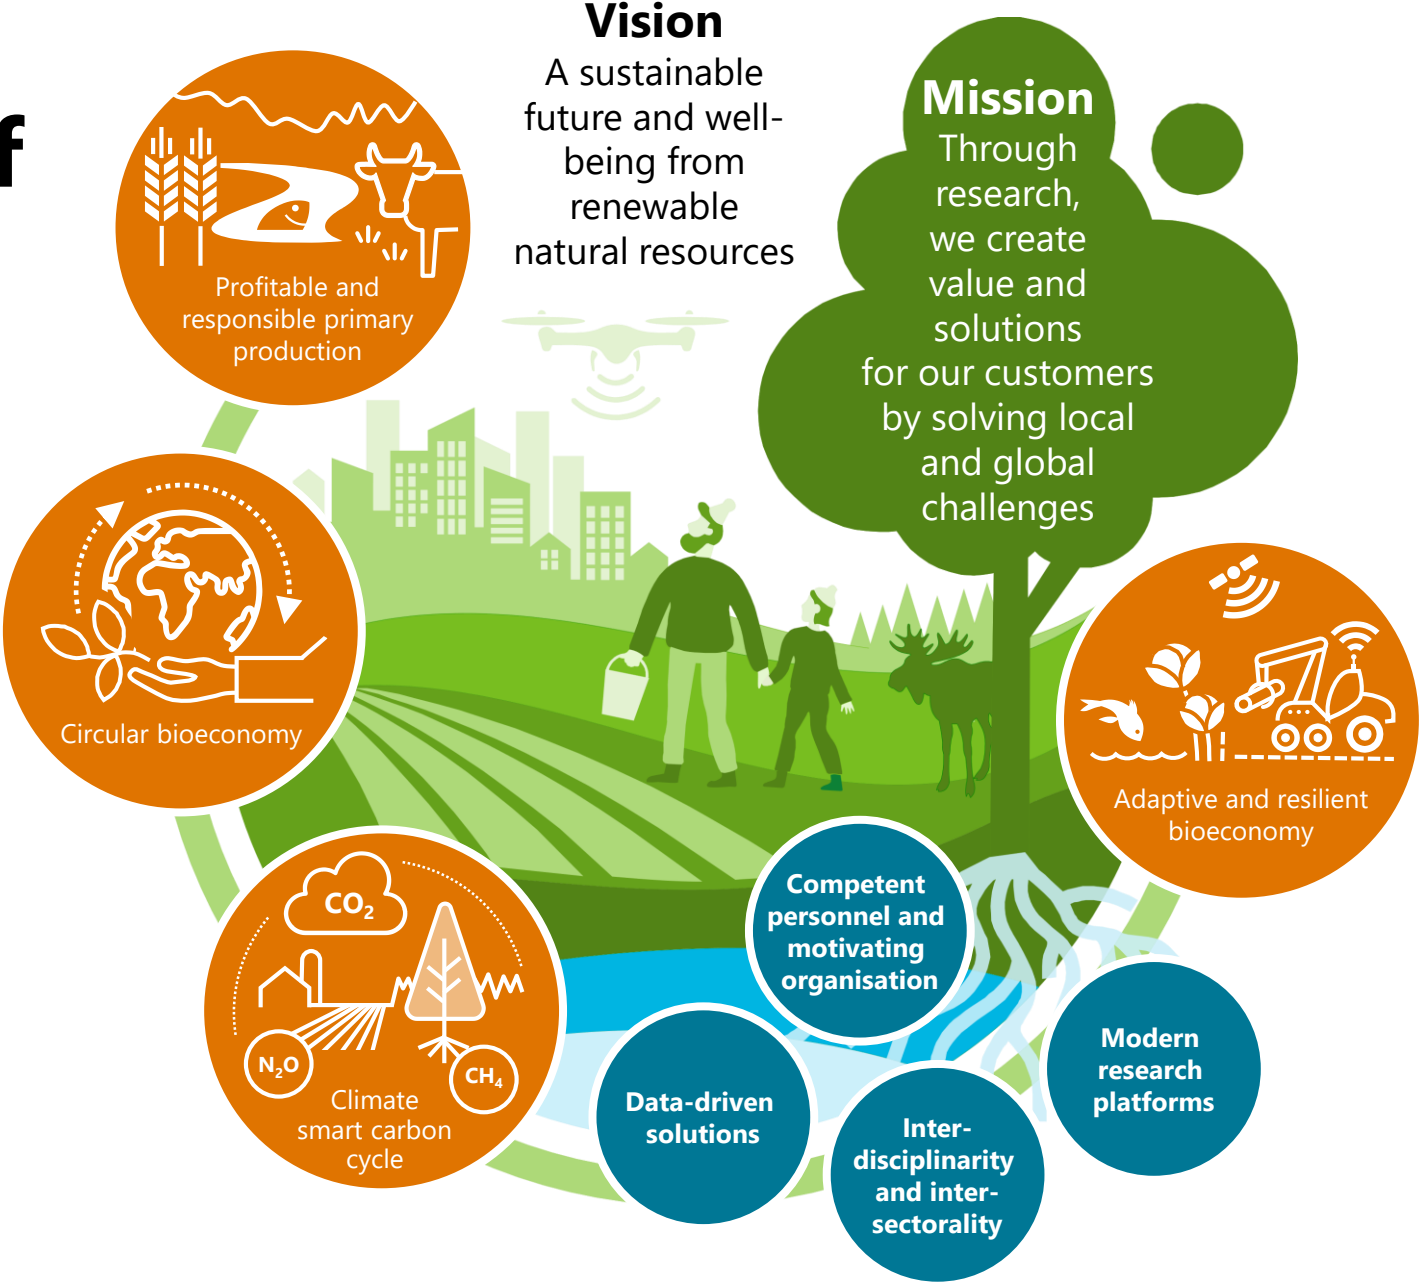 f
Vision
A sustainable
future and well-
being from
renewable
natural resources
Mission
Through
research,
we create
value and
solutions
for our customers
by solving local
and global
challenges
Profitable and
responsible primary
production
Circular bioeconomy
CO₂
N₂O
CH₄
Climate
smart carbon
cycle
Adaptive and resilient
bioeconomy
Competent
personnel and
motivating
organisation
Data-driven
solutions
Inter-
disciplinarity
and inter-
sectorality
Modern
research
platforms